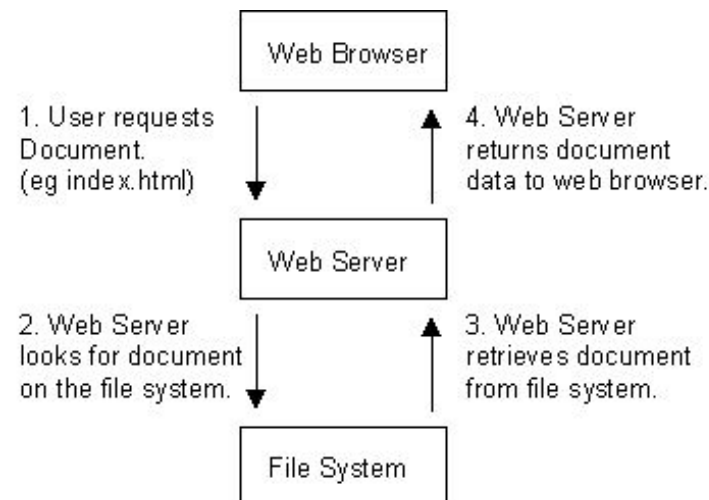 Web Browser
1. User requests
Document.
(eg index.html)
4. Web Server
returns document
data to web browser.
Web Server
2. Web Server
looks for document
on the file system.
3. Web Server
retrieves document
from file system.
File System